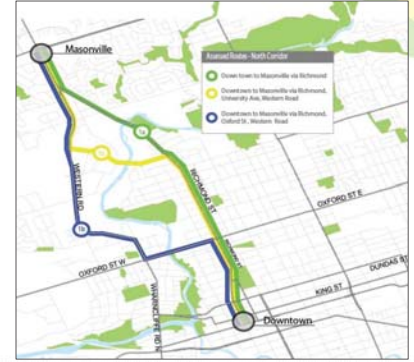 Masonville
Assessed Routes - North Corridor
Downtown to Masonville via Richmond
Downtown to Masonville via Richmond,
University Ave, Western Road
Downtown to Masonville via Richmond,
Oxford St, Western Road
RICHMOND ST
WESTERN RD
OXFORD ST E
RICHMOND ST
OXFORD ST W
DUNDAS ST
KING ST
WHARNCLIFFE RD N
Downtown